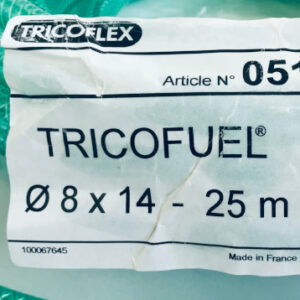 TRICOFLEX
Article N° 051
TRICOFUEL®
Ø 8 x 14 - 25 m
100067645
Made in France